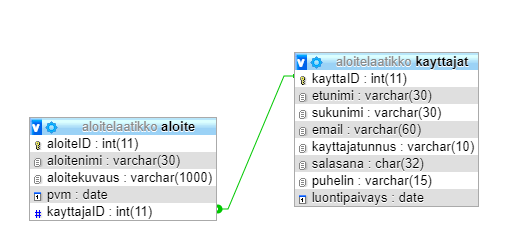 aloitelaatikko kayttajat
kayttaID : int(11)
etunimi : varchar(30)
sukunimi : varchar(30)
email : varchar(60)
kayttajatunnus : varchar(10)
salasana : char(32)
puhelin : varchar(15)
luontipaivays : date
aloitelaatikko aloite
aloiteID : int(11)
aloitenimi : varchar(30)
aloitekuvaus : varchar(1000)
pvm : date
# kayttajaID : int(11)